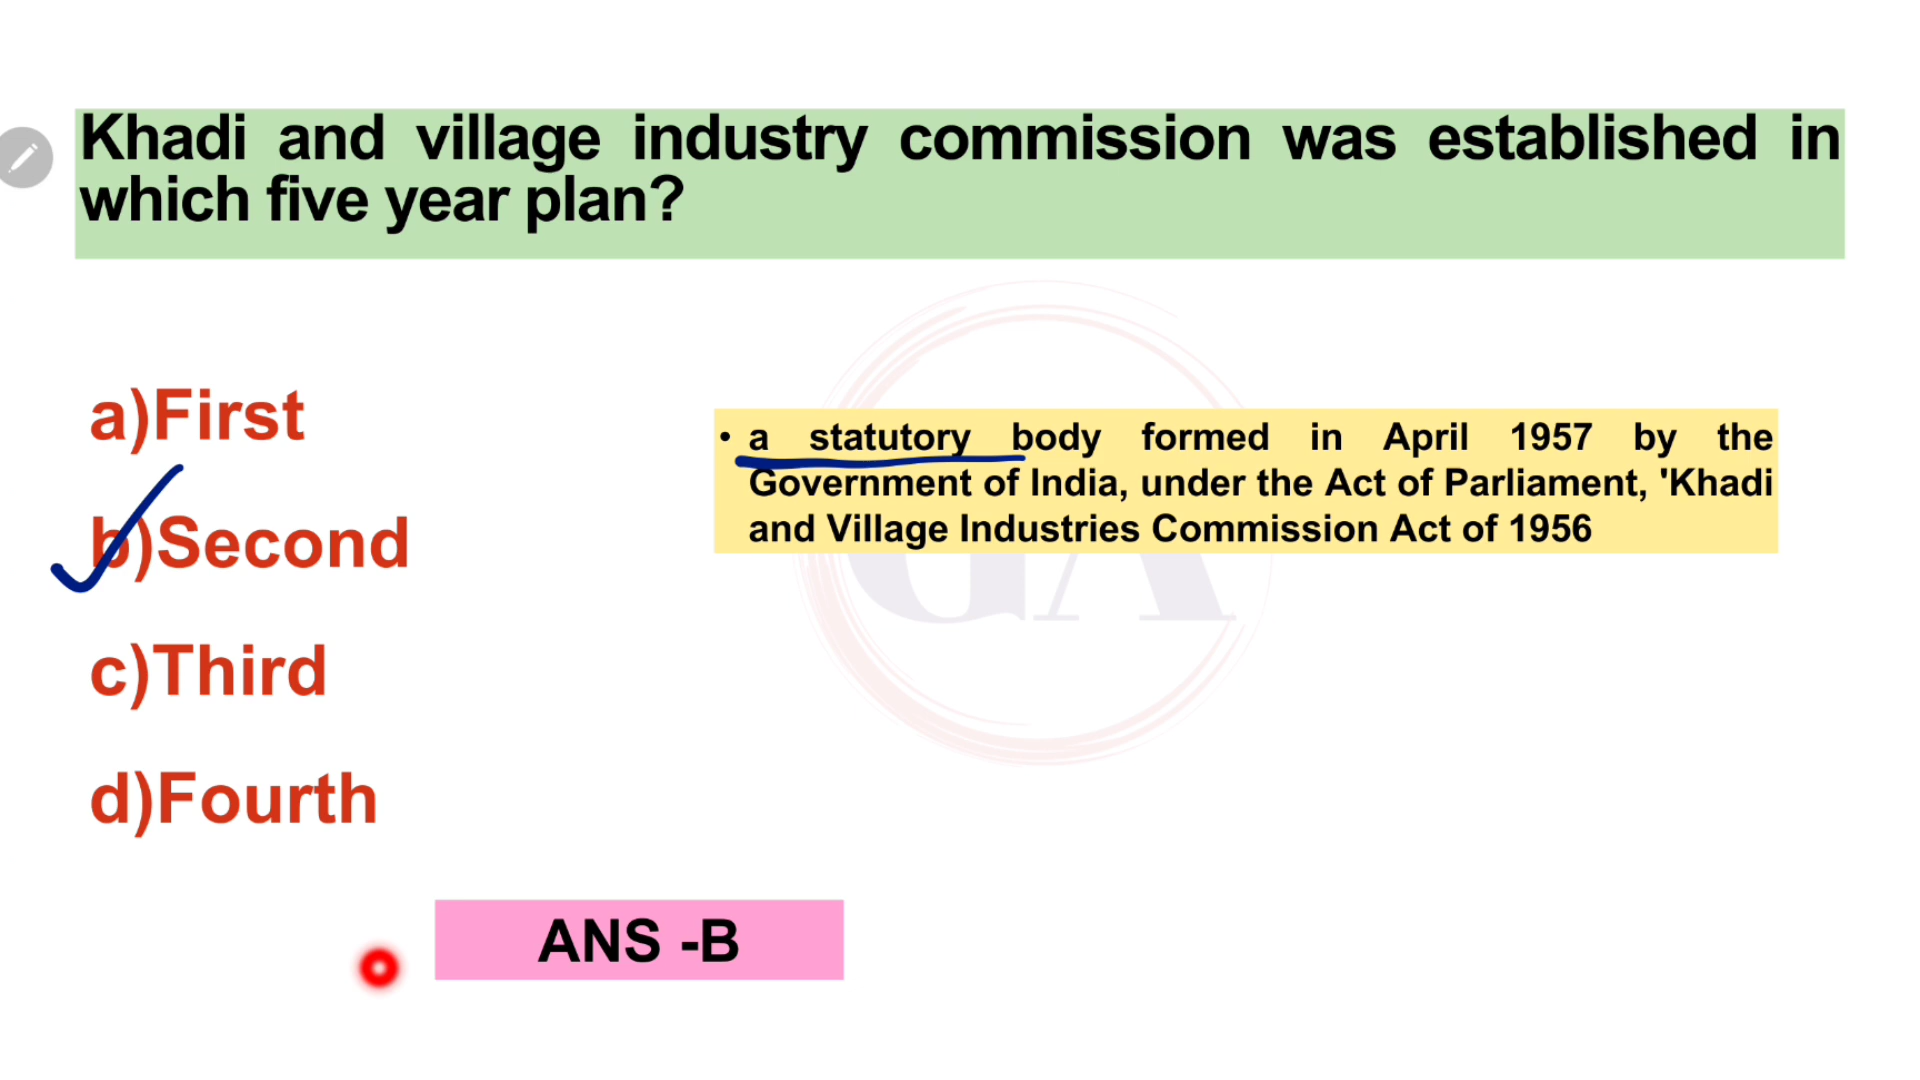 Khadi and village industry commission was established in
which five year plan?
a)First
b)Second
c)Third
d)Fourth
• a statutory body formed in April 1957 by the
Government of India, under the Act of Parliament, 'Khadi
and Village Industries Commission Act of 1956
GA
ANS -B